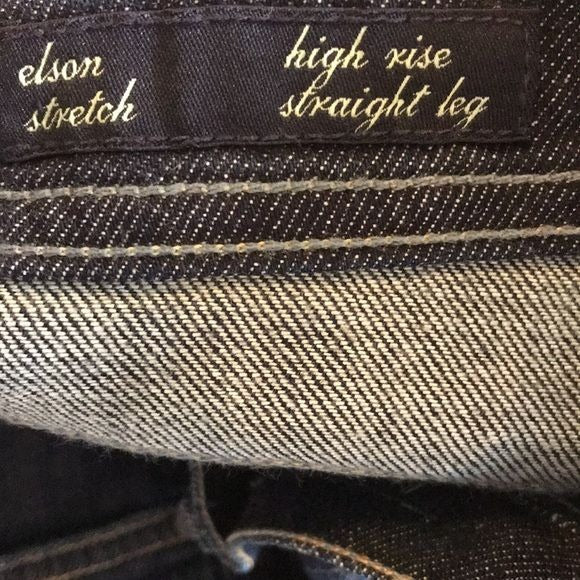 elson
stretch
high rise
straight leg